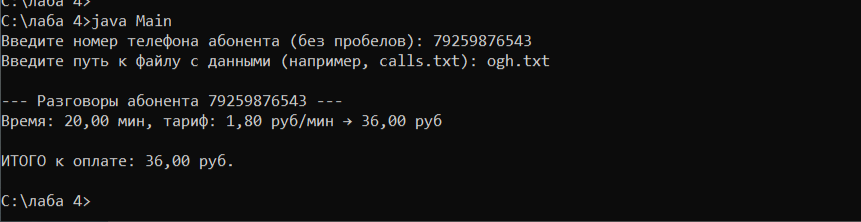 C:\лаба 4>
C:\лаба 4>java Main
Введите номер телефона абонента (без пробелов): 79259876543
Введите путь к файлу с данными (например, calls.txt): ogh.txt
--- Разговоры абонента 79259876543 ---
Время: 20,00 мин, тариф: 1,80 руб/мин → 36,00 руб
ИТОГО к оплате: 36,00 руб.
C:\лаба 4>